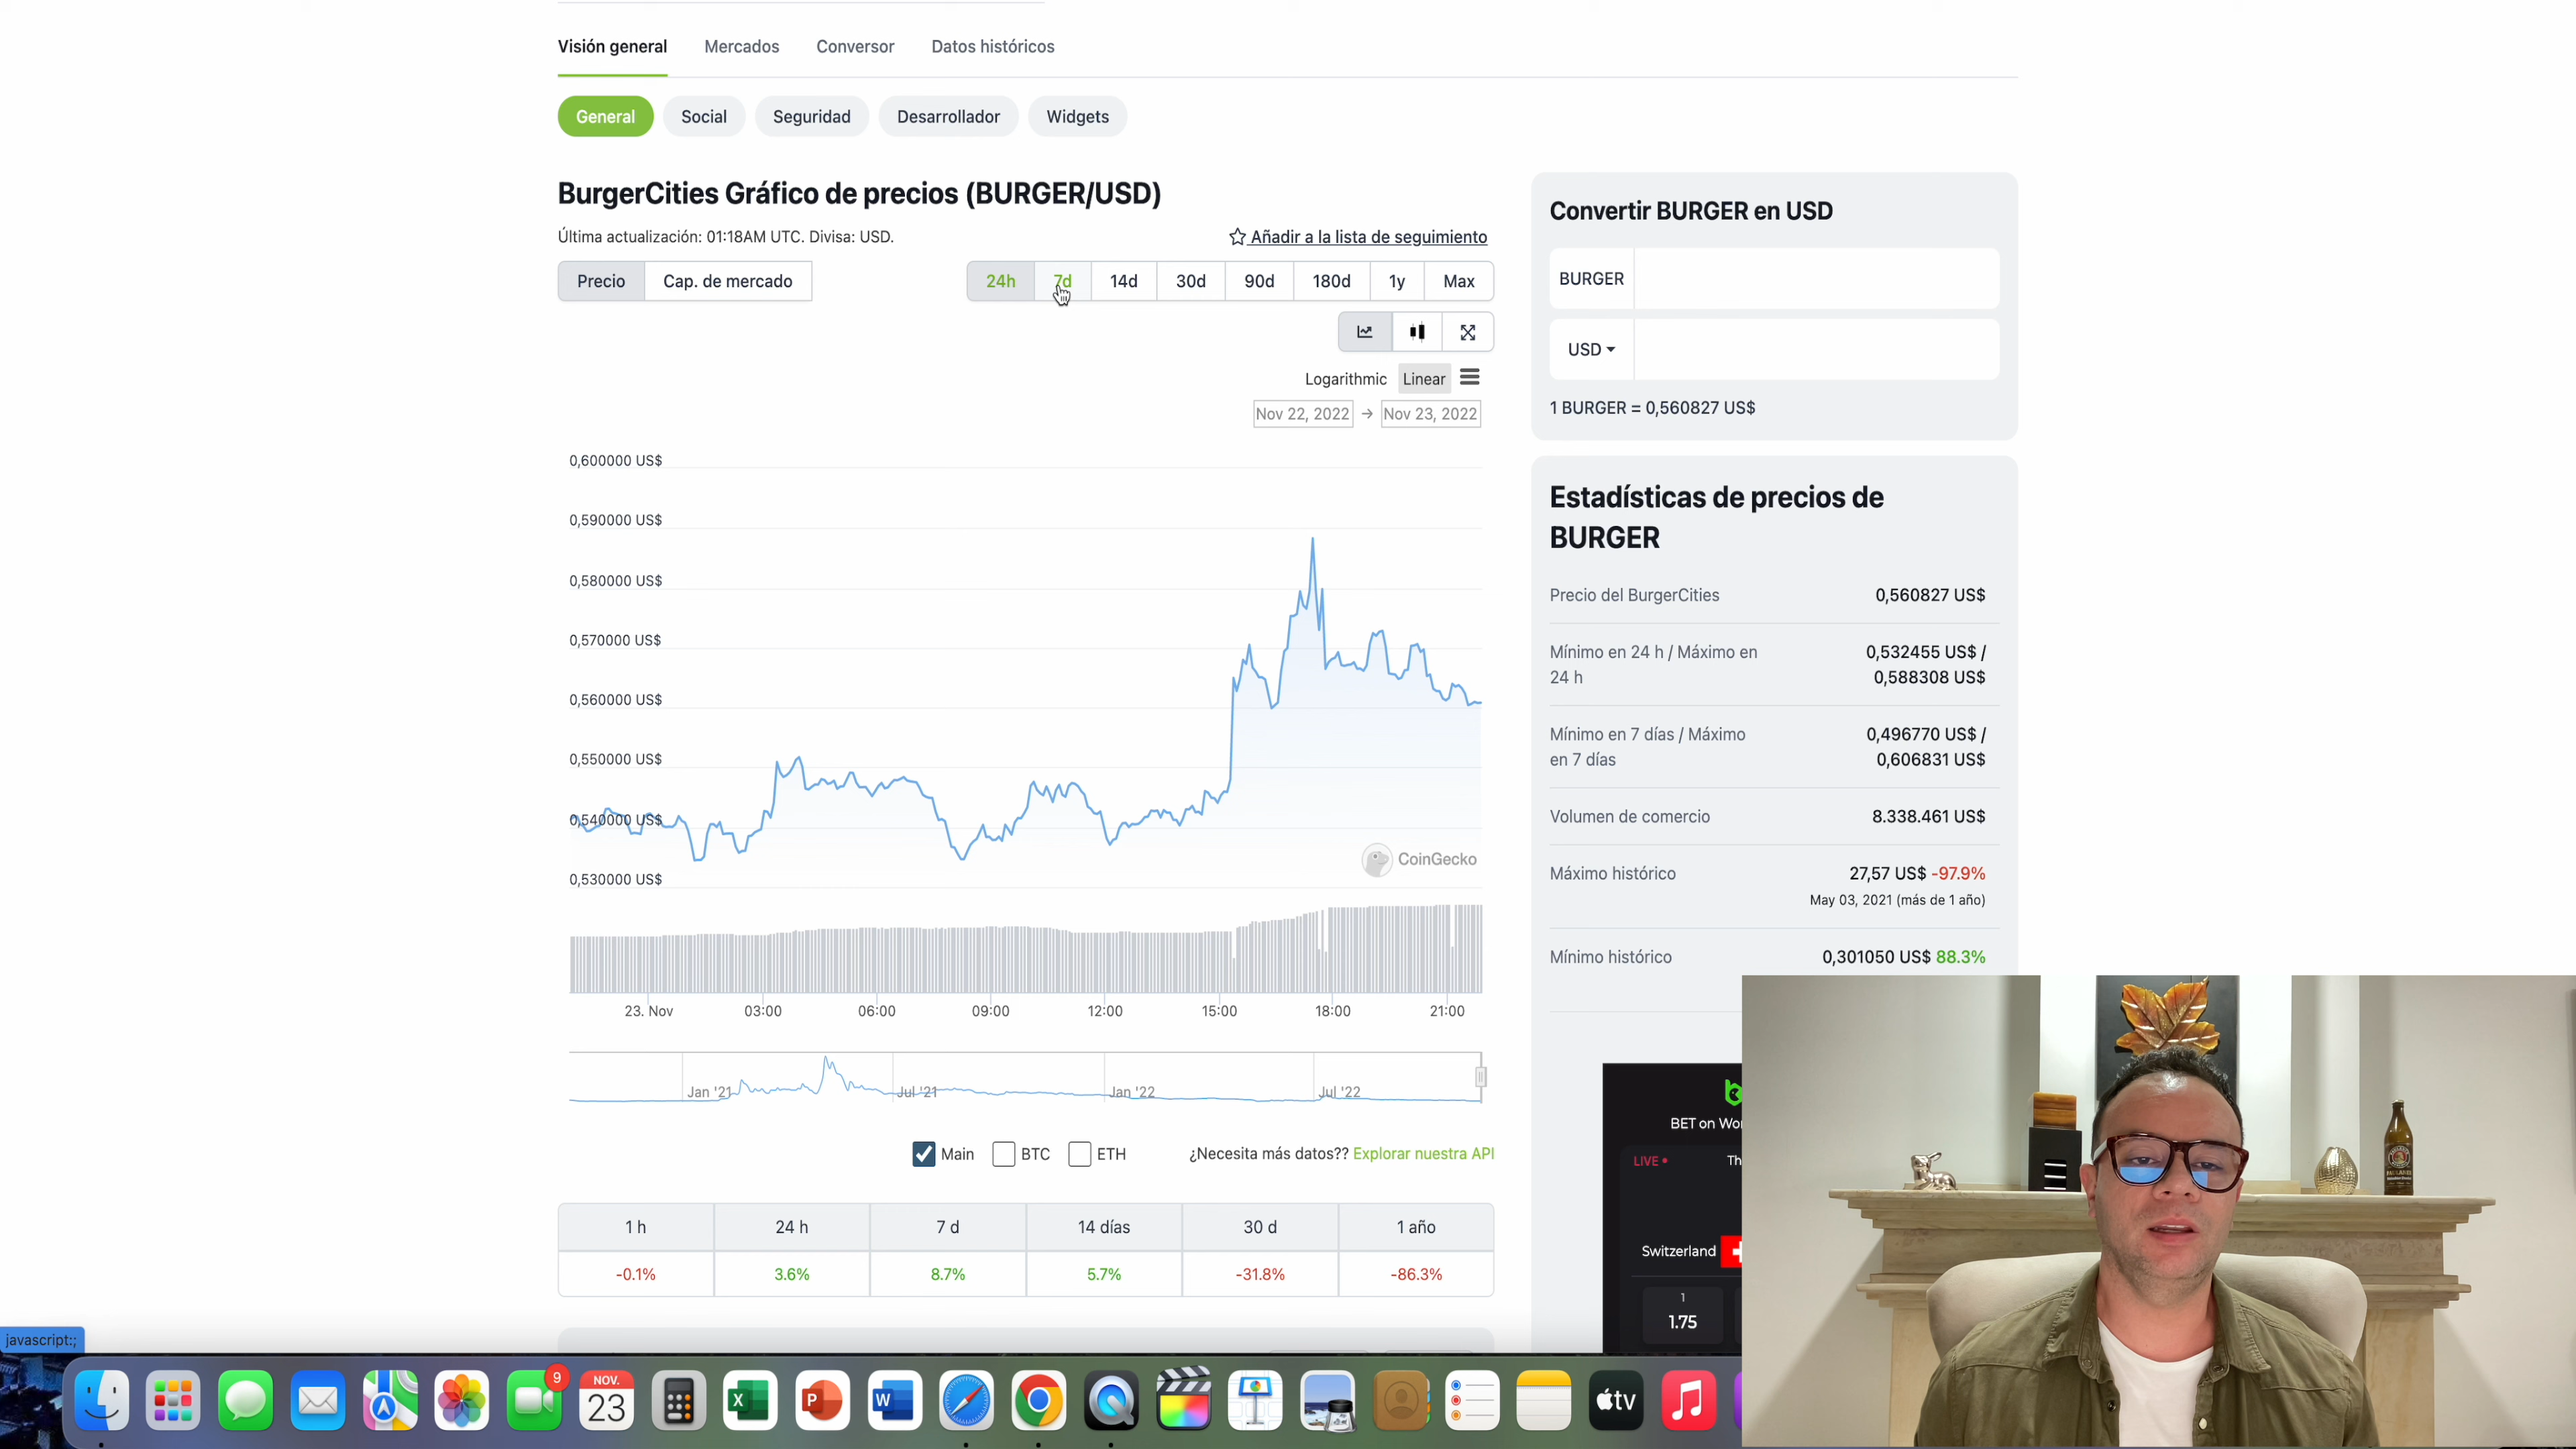 Visión general Mercados Conversor Datos históricos
General Social Seguridad Desarrollador Widgets
BurgerCities Gráfico de precios (BURGER/USD)
Última actualización: 01:18AM UTC. Divisa: USD.
Añadir a la lista de seguimiento
Precio Cap. de mercado
24h 7d 14d 30d 90d 180d 1y Max
Logarithmic Linear
Nov 22, 2022 → Nov 23, 2022
0,600000 US$
0,590000 US$
0,580000 US$
0,570000 US$
0,560000 US$
0,550000 US$
0,540000 US$
0,530000 US$
CoinGecko
23. Nov 03:00 06:00 09:00 12:00 15:00 18:00 21:00
Jan '21 Jul '21 Jan '22 Jul '22
Main BTC ETH
¿Necesita más datos?? Explorar nuestra API
1 h 24 h 7 d 14 días 30 d 1 año
-0.1% 3.6% 8.7% 5.7% -31.8% -86.3%
Convertir BURGER en USD
BURGER
USD
1 BURGER = 0,560827 US$
Estadísticas de precios de
BURGER
Precio del BurgerCities 0,560827 US$
Mínimo en 24 h / Máximo en 0,532455 US$ /
24 h 0,588308 US$
Mínimo en 7 días / Máximo 0,496770 US$ /
en 7 días 0,606831 US$
Volumen de comercio 8.338.461 US$
Máximo histórico 27,57 US$ -97.9%
May 03, 2021 (más de 1 año)
Mínimo histórico 0,301050 US$ 88.3%
BET on Wor
LIVE Th
Switzerland
1
1.75
javascript:;
9
NOV.
23
X P W
tv